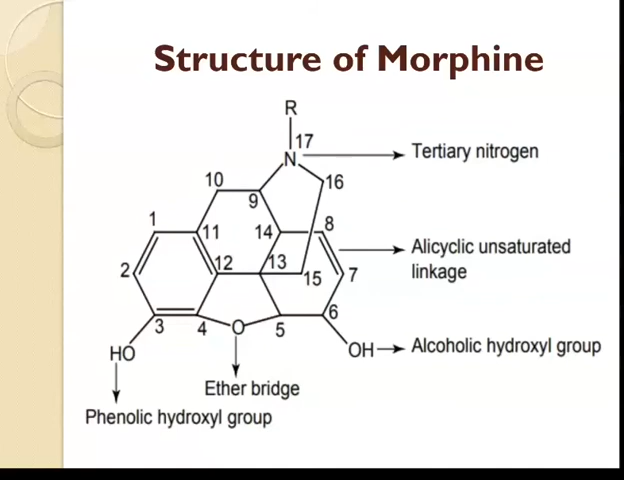 Structure of Morphine
R
17
N
Tertiary nitrogen
10
16
9
1
8
11
14
Alicyclic unsaturated
linkage
12
13
2
15
7
3
4
O
5
6
HO
OH
Alcoholic hydroxyl group
Ether bridge
Phenolic hydroxyl group